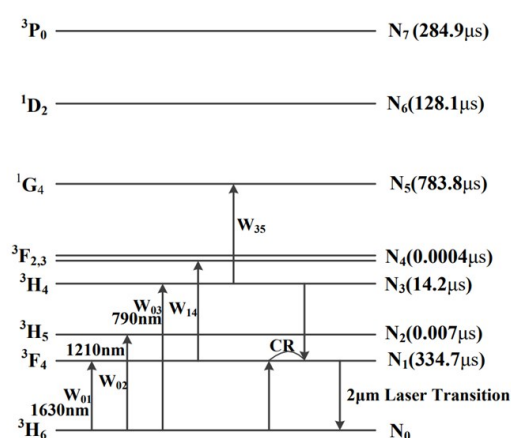 ³P₀ N₇(284.9μs)
¹D₂ N₆(128.1μs)
¹G₄ N₅(783.8μs)
W₃₅
³F₂,₃ N₄(0.0004μs)
³H₄ N₃(14.2μs)
W₀₃ W₁₄
790nm
³H₅ N₂(0.007μs)
1210nm CR
³F₄ N₁(334.7μs)
W₀₁ W₀₂ 2μm Laser Transition
1630nm
³H₆ N₀